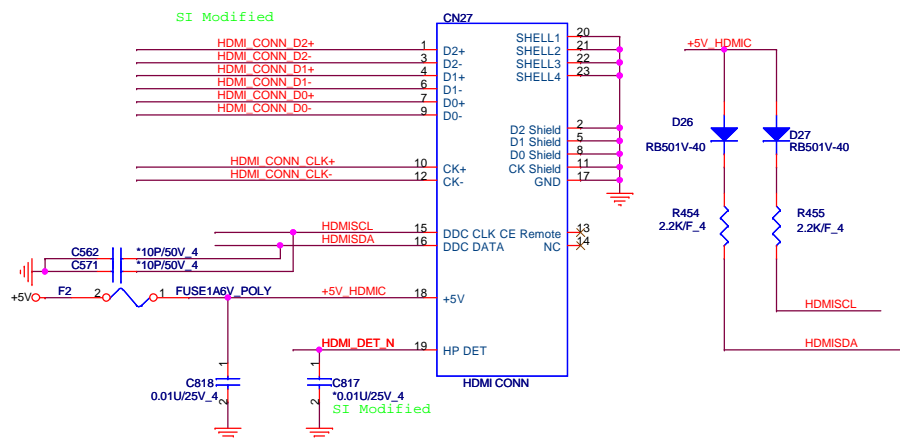 SI Modified
CN27
HDMI_CONN_D2+ 1 D2+
HDMI_CONN_D2- 3 D2-
HDMI_CONN_D1+ 4 D1+
HDMI_CONN_D1- 6 D1-
HDMI_CONN_D0+ 7 D0+
HDMI_CONN_D0- 9 D0-
SHELL1 20
SHELL2 21
SHELL3 22
SHELL4 23
D2 Shield 2
D1 Shield 5
D0 Shield 8
CK Shield 11
GND 17
HDMI_CONN_CLK+ 10 CK+
HDMI_CONN_CLK- 12 CK-
HDMISCL 15 DDC CLK CE Remote 13
HDMISDA 16 DDC DATA NC 14
C562 *10P/50V_4
C571 *10P/50V_4
+5V F2 2 1 FUSE1A6V_POLY +5V_HDMIC 18 +5V
HDMI_DET_N 19 HP DET
HDMI CONN
1
C818
0.01U/25V_4
2
1
C817
*0.01U/25V_4
2
SI Modified
+5V_HDMIC
D26
RB501V-40
D27
RB501V-40
R454
2.2K/F_4
R455
2.2K/F_4
HDMISCL
HDMISDA